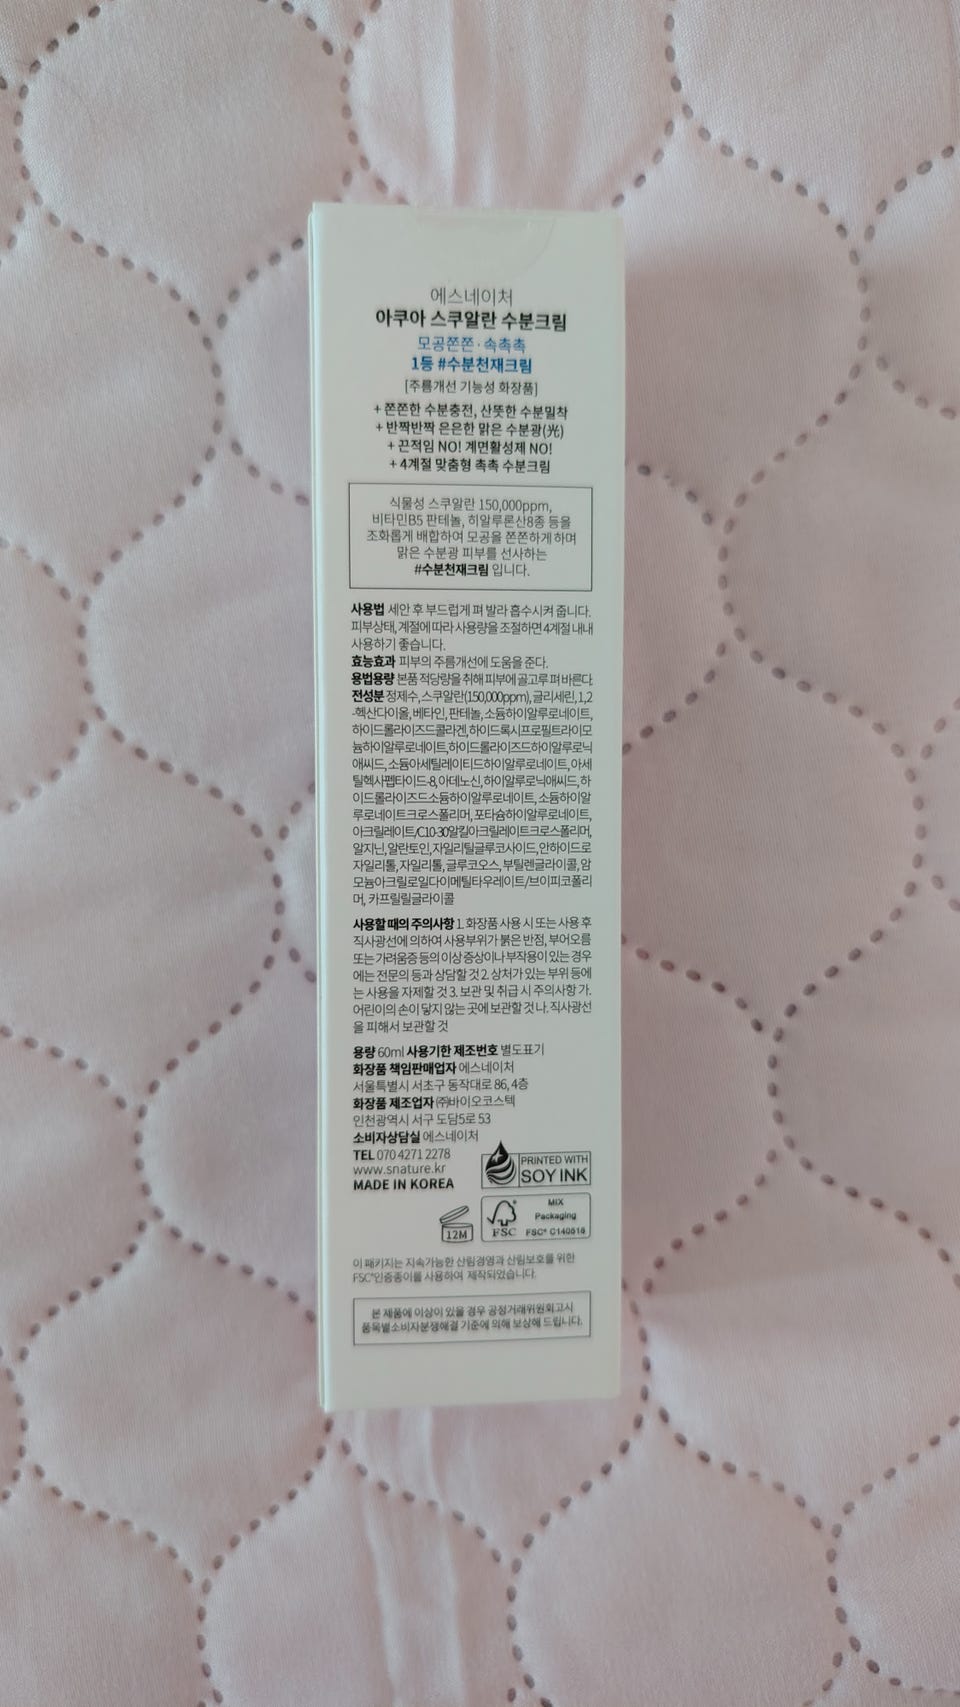 에스네이처
아쿠아 스쿠알란 수분크림
모공쫀쫀 · 속촉촉
1등 #수분천재크림
[주름개선 기능성 화장품]
+ 쫀쫀한 수분충전, 산뜻한 수분밀착
+ 반짝반짝 은은한 맑은 수분광(光)
+ 끈적임 NO! 계면활성제 NO!
+ 4계절 맞춤형 촉촉 수분크림
식물성 스쿠알란 150,000ppm,
비타민B5 판테놀, 히알루론산8종 등을
조화롭게 배합하여 모공을 쫀쫀하게 하며
맑은 수분광 피부를 선사하는
#수분천재크림 입니다.
사용법 세안 후 부드럽게 펴 발라 흡수시켜 줍니다.
피부상태, 계절에 따라 사용량을 조절하면 4계절 내내
사용하기 좋습니다.
효능효과 피부의 주름개선에 도움을 준다.
용법용량 본품 적당량을 취해 피부에 골고루 펴 바른다.
전성분 정제수, 스쿠알란(150,000ppm), 글리세린, 1,2
-헥산다이올, 베타인, 판테놀, 소듐하이알루로네이트,
하이드롤라이즈드콜라겐, 하이드록시프로필트라이모
늄하이알루로네이트, 하이드롤라이즈드하이알루로닉
애씨드, 소듐아세틸레이티드하이알루로네이트, 아세
틸헥사펩타이드-8, 아데노신, 하이알루로닉애씨드, 하
이드롤라이즈드소듐하이알루로네이트, 소듐하이알
루로네이트크로스폴리머, 포타슘하이알루로네이트,
아크릴레이트/C10-30알킬아크릴레이트크로스폴리머,
알지닌, 알란토인, 자일리틸글루코사이드, 안하이드로
자일리톨, 자일리톨, 글루코오스, 부틸렌글라이콜, 암
모늄아크릴로일다이메틸타우레이트/브이피코폴리
머, 카프릴릴글라이콜
사용할 때의 주의사항 1. 화장품 사용 시 또는 사용 후
직사광선에 의하여 사용부위가 붉은 반점, 부어오름
또는 가려움증 등의 이상 증상이나 부작용이 있는 경우
에는 전문의 등과 상담할 것 2. 상처가 있는 부위 등에
는 사용을 자제할 것 3. 보관 및 취급 시 주의사항 가.
어린이의 손이 닿지 않는 곳에 보관할 것 나. 직사광선
을 피해서 보관할 것
용량 60ml 사용기한 제조번호 별도표기
화장품 책임판매업자 에스네이처
서울특별시 서초구 동작대로 86, 4층
화장품 제조업자 ㈜바이오코스텍
인천광역시 서구 도담5로 53
소비자상담실 에스네이처
TEL 070 4271 2278
www.snature.kr
MADE IN KOREA
PRINTED WITH
SOY INK
12M
FSC
MIX
Packaging
FSC® C140516
이 패키지는 지속가능한 산림경영과 산림보호를 위한
FSC®인증종이를 사용하여 제작되었습니다.
본 제품에 이상이 있을 경우 공정거래위원회고시
품목별소비자분쟁해결 기준에 의해 보상해 드립니다.